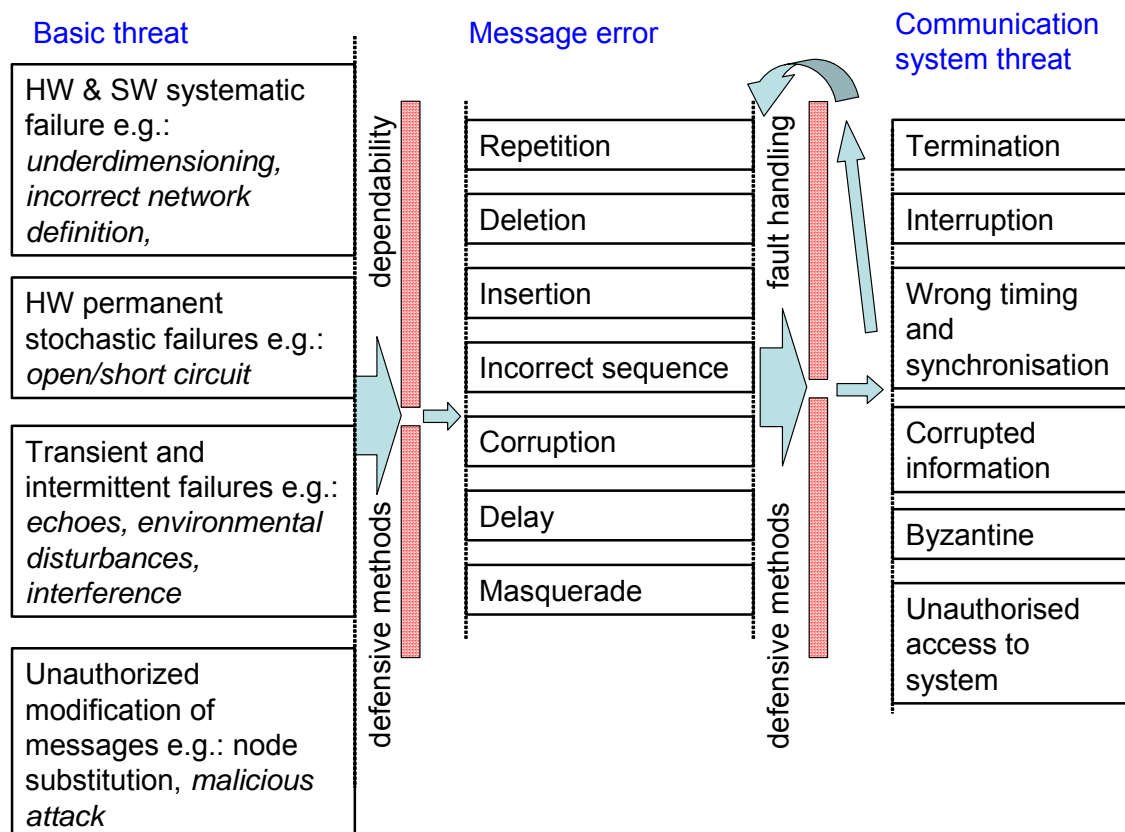 Basic threat
HW & SW systematic
failure e.g.:
underdimensioning,
incorrect network
definition,
HW permanent
stochastic failures e.g.:
open/short circuit
Transient and
intermittent failures e.g.:
echoes, environmental
disturbances,
interference
Unauthorized
modification of
messages e.g.: node
substitution, malicious
attack
dependability
defensive methods
Message error
Repetition
Deletion
Insertion
Incorrect sequence
Corruption
Delay
Masquerade
fault handling
defensive methods
Communication
system threat
Termination
Interruption
Wrong timing
and
synchronisation
Corrupted
information
Byzantine
Unauthorised
access to
system